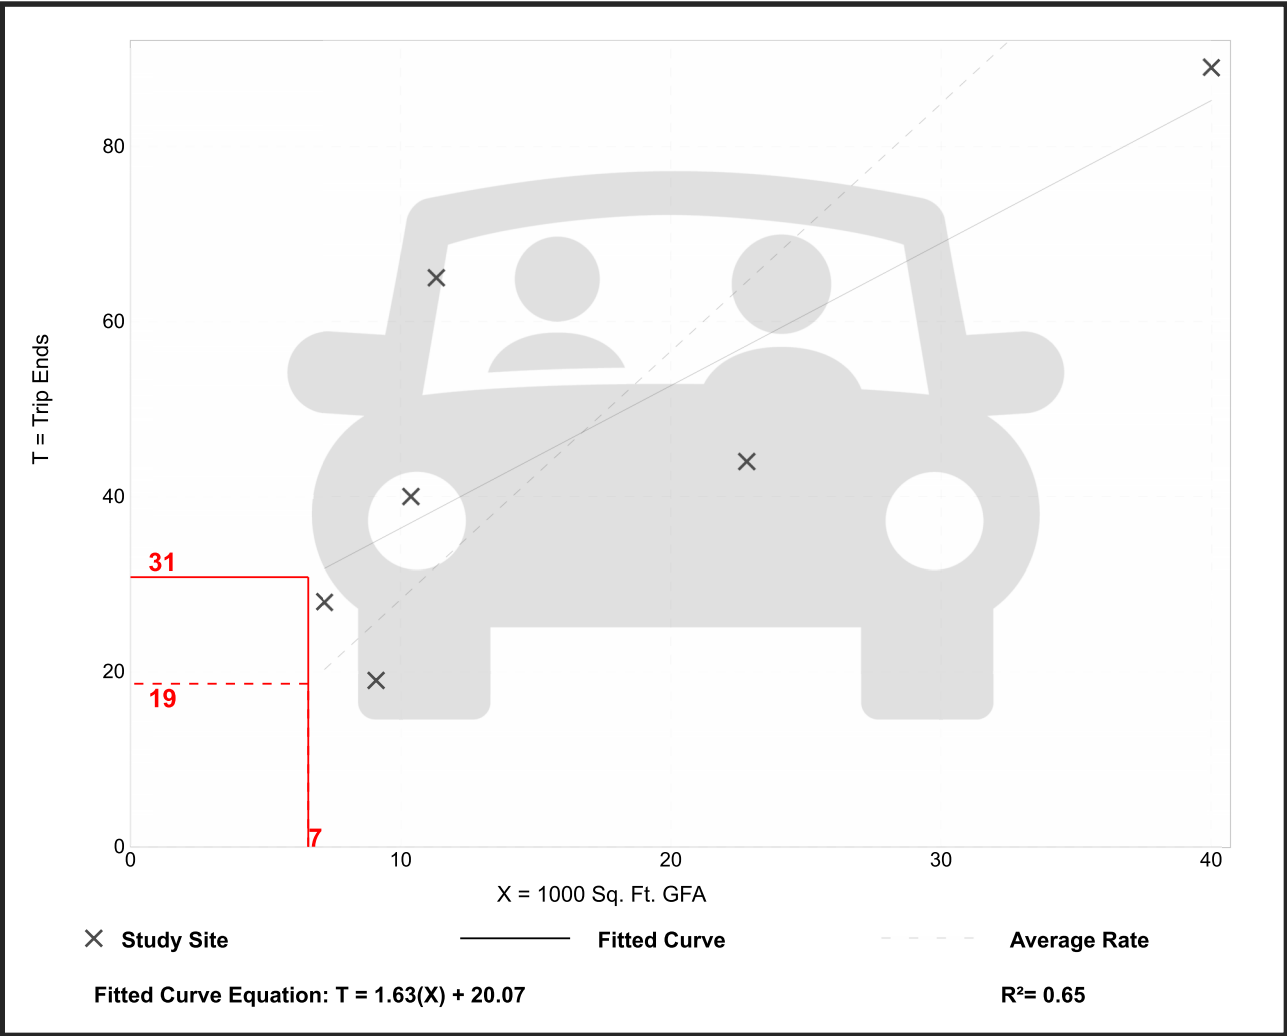 T = Trip Ends
80
60
40
31
20
19
7
0
0 10 20 30 40
X = 1000 Sq. Ft. GFA
Study Site Fitted Curve Average Rate
Fitted Curve Equation: T = 1.63(X) + 20.07 R²= 0.65